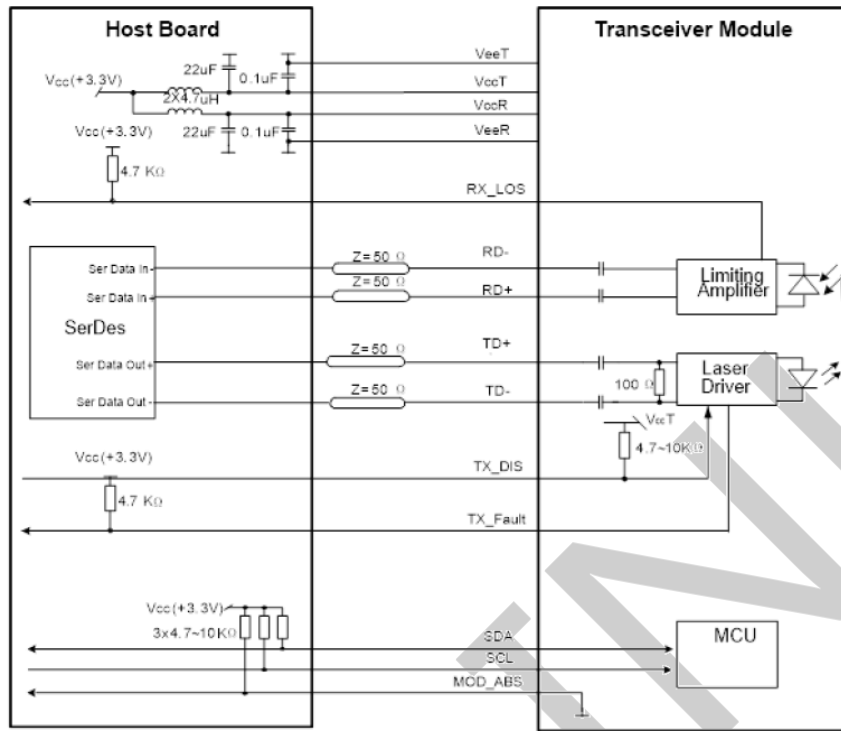 Host Board
Transceiver Module
VeeT
22uF
0.1uF
Vcc(+3.3V)
VccT
2X4.7uH
VccR
Vcc(+3.3V)
22uF
0.1uF
VeeR
4.7 KΩ
RX_LOS
Z=50 Ω
RD-
Ser Data In-
Z=50 Ω
Limiting
Amplifier
Ser Data In +
RD+
SerDes
TD+
Z=50 Ω
Laser
Driver
Ser Data Out+
100 Ω
Z=50 Ω
TD-
Ser Data Out -
VccT
4.7~10KΩ
Vcc(+3.3V)
TX_DIS
4.7 KΩ
TX_Fault
Vcc(+3.3V)
3x4.7~10KΩ
SDA
MCU
SCL
MOD_ABS